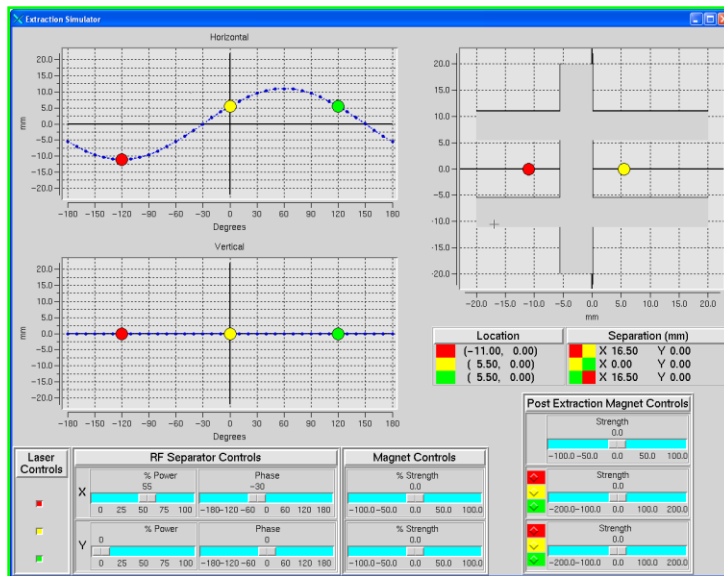 Extraction Simulator
Horizontal
20.0
15.0
10.0
5.0
0.0
-5.0
-10.0
-15.0
-20.0
mm
-180 -150 -120 -90 -60 -30 0 30 60 90 120 150 180
Degrees
Vertical
20.0
15.0
10.0
5.0
0.0
-5.0
-10.0
-15.0
-20.0
mm
-180 -150 -120 -90 -60 -30 0 30 60 90 120 150 180
Degrees
20.0
15.0
10.0
5.0
0.0
-5.0
-10.0
-15.0
-20.0
mm
-20.0 -15.0 -10.0 -5.0 0.0 5.0 10.0 15.0 20.0
mm
Location Separation (mm)
(-11.00, 0.00) X 16.50 Y 0.00
( 5.50, 0.00) X 0.00 Y 0.00
( 5.50, 0.00) X 16.50 Y 0.00
Laser Controls
RF Separator Controls
X
% Power
55
0 25 50 75 100
Phase
-30
-180-120 -60 0 60 120 180
Y
% Power
0
0 25 50 75 100
Phase
0
-180-120 -60 0 60 120 180
Magnet Controls
% Strength
0.0
-100.0 -50.0 0.0 50.0 100.0
% Strength
0.0
-100.0 -50.0 0.0 50.0 100.0
Post Extraction Magnet Controls
Strength
0.0
-100.0 -50.0 0.0 50.0 100.0
Strength
0.0
-200.0-100.0 0.0 100.0 200.0
Strength
0.0
-200.0-100.0 0.0 100.0 200.0